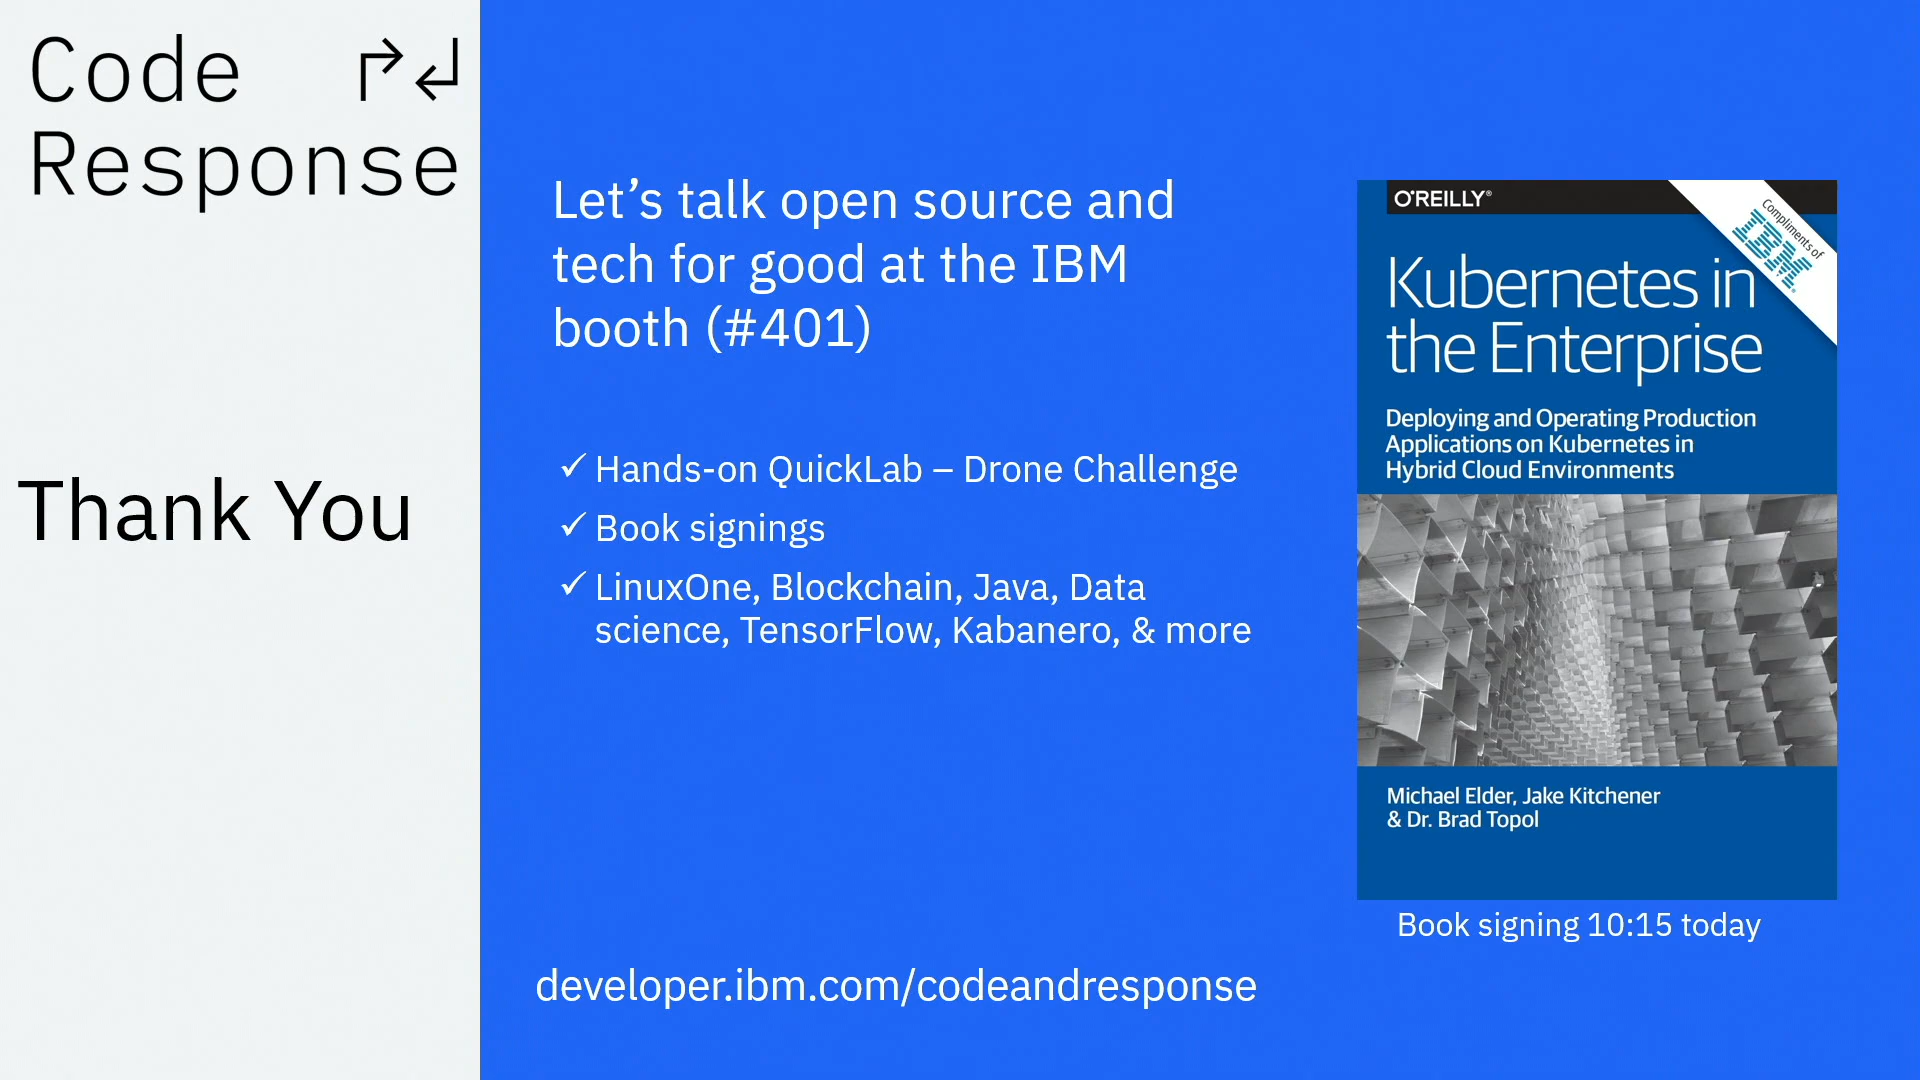 Code
Response
Thank You
Let’s talk open source and
tech for good at the IBM
booth (#401)
✓ Hands-on QuickLab – Drone Challenge
✓ Book signings
✓ LinuxOne, Blockchain, Java, Data
science, TensorFlow, Kabanero, & more
developer.ibm.com/codeandresponse
O'REILLY®
Compliments of
IBM®
Kubernetes in
the Enterprise
Deploying and Operating Production
Applications on Kubernetes in
Hybrid Cloud Environments
Michael Elder, Jake Kitchener
& Dr. Brad Topol
Book signing 10:15 today